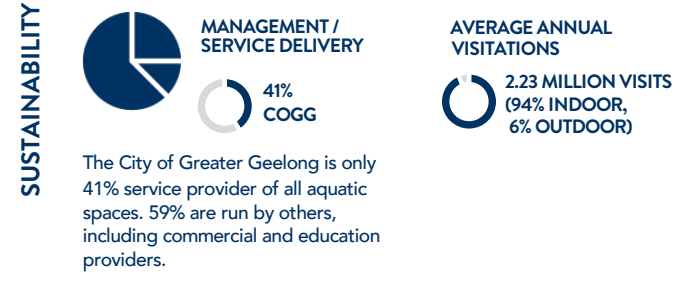 SUSTAINABILITY
MANAGEMENT /
SERVICE DELIVERY
41%
COGG
The City of Greater Geelong is only
41% service provider of all aquatic
spaces. 59% are run by others,
including commercial and education
providers.
AVERAGE ANNUAL
VISITATIONS
2.23 MILLION VISITS
(94% INDOOR,
6% OUTDOOR)